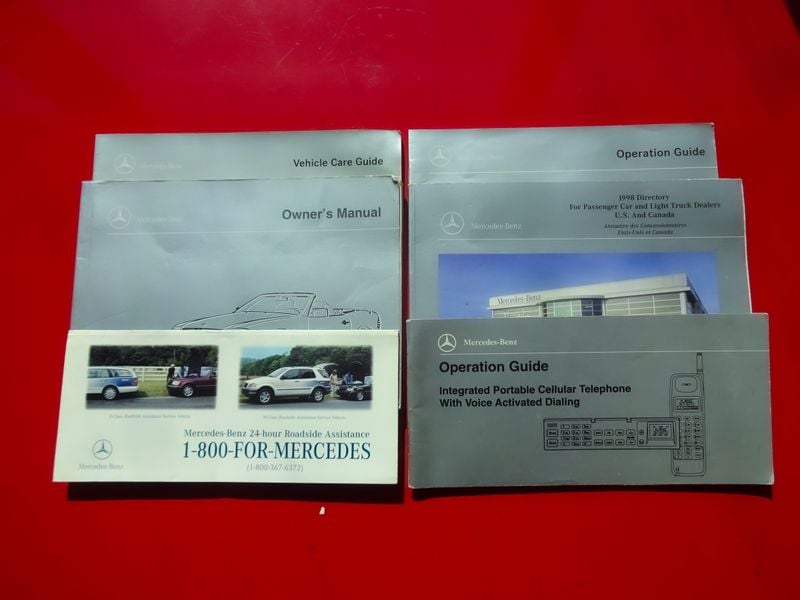 Mercedes-Benz
Vehicle Care Guide
Mercedes-Benz
Owner's Manual
Mercedes-Benz 24-hour Roadside Assistance
1-800-FOR-MERCEDES
(1-800-367-6372)
Mercedes-Benz
Mercedes-Benz
Operation Guide
1998 Directory
For Passenger Car and Light Truck Dealers
U.S. And Canada
Annuaire des Concessionnaires
Etats-Unis et Canada
Mercedes-Benz
Mercedes-Benz
Mercedes-Benz
Operation Guide
Integrated Portable Cellular Telephone
With Voice Activated Dialing